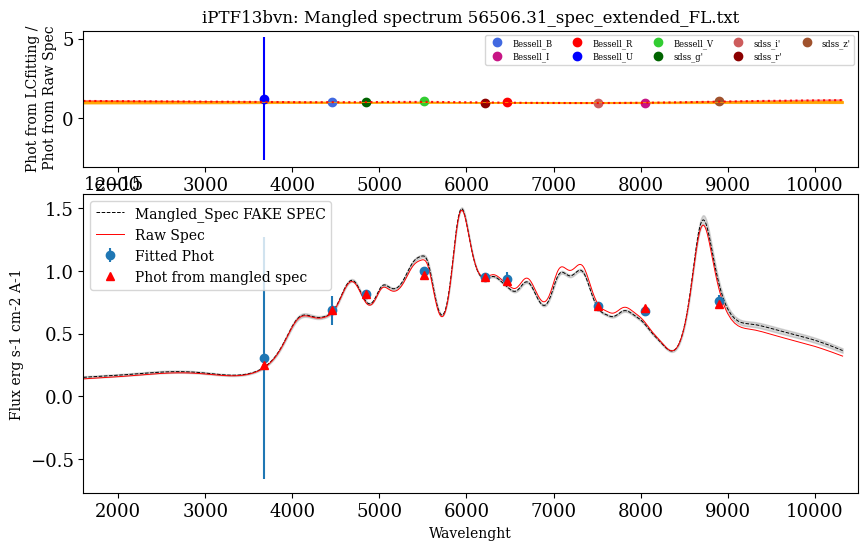 iPTF13bvn: Mangled spectrum 56506.31_spec_extended_FL.txt
Phot from LCfitting /
Phot from Raw Spec
5
0
Bessell_B
Bessell_R
Bessell_V
sdss_i'
sdss_z'
Bessell_I
Bessell_U
sdss_g'
sdss_r'
2000 3000 4000 5000 6000 7000 8000 9000 10000
1e−15
Flux erg s-1 cm-2 A-1
1.5
1.0
0.5
0.0
−0.5
Mangled_Spec FAKE SPEC
Raw Spec
Fitted Phot
Phot from mangled spec
2000 3000 4000 5000 6000 7000 8000 9000 10000
Wavelenght